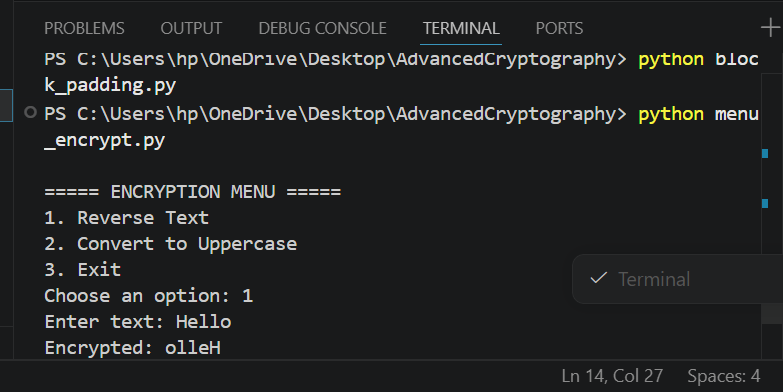 PROBLEMS OUTPUT DEBUG CONSOLE TERMINAL PORTS
PS C:\Users\hp\OneDrive\Desktop\AdvancedCryptography> python bloc
k_padding.py
PS C:\Users\hp\OneDrive\Desktop\AdvancedCryptography> python menu
_encrypt.py
===== ENCRYPTION MENU =====
1. Reverse Text
2. Convert to Uppercase
3. Exit
Choose an option: 1
Terminal
Enter text: Hello
Encrypted: olleH
Ln 14, Col 27 Spaces: 4